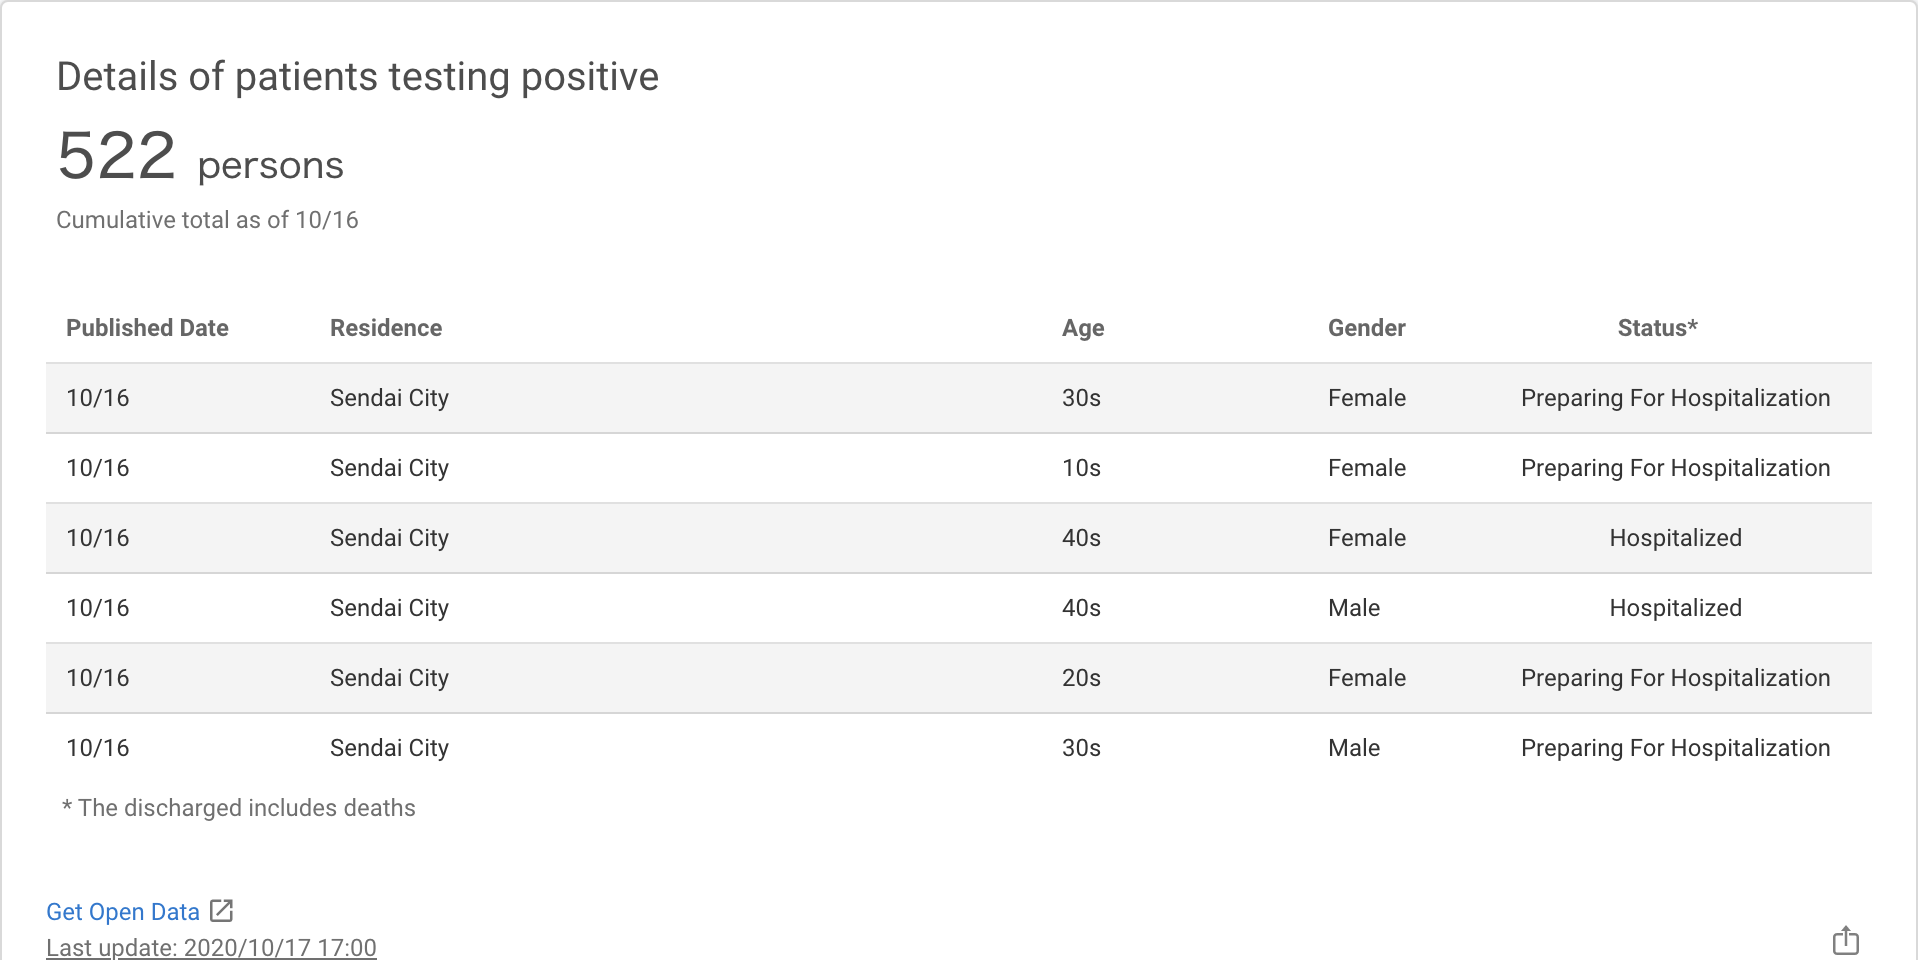 Details of patients testing positive
522 persons
Cumulative total as of 10/16
Published Date Residence Age Gender Status*
10/16 Sendai City 30s Female Preparing For Hospitalization
10/16 Sendai City 10s Female Preparing For Hospitalization
10/16 Sendai City 40s Female Hospitalized
10/16 Sendai City 40s Male Hospitalized
10/16 Sendai City 20s Female Preparing For Hospitalization
10/16 Sendai City 30s Male Preparing For Hospitalization
* The discharged includes deaths
Get Open Data
Last update: 2020/10/17 17:00